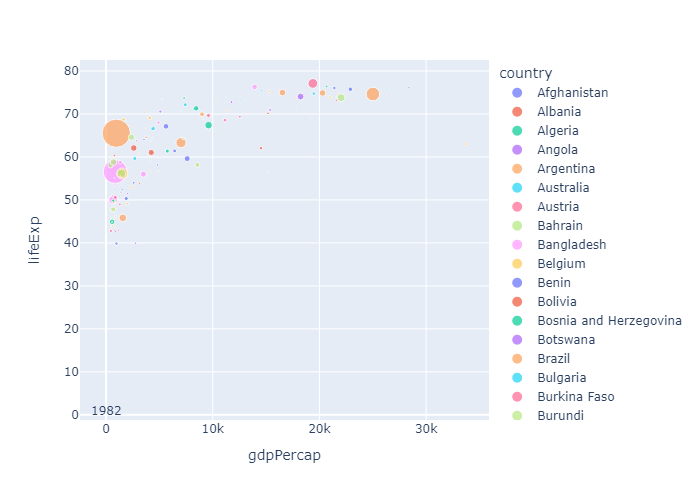 country
Afghanistan
Albania
Algeria
Angola
Argentina
Australia
Austria
Bahrain
Bangladesh
Belgium
Benin
Bolivia
Bosnia and Herzegovina
Botswana
Brazil
Bulgaria
Burkina Faso
Burundi
80
70
60
50
40
30
20
10
0
lifeExp
1982
0 10k 20k 30k
gdpPercap